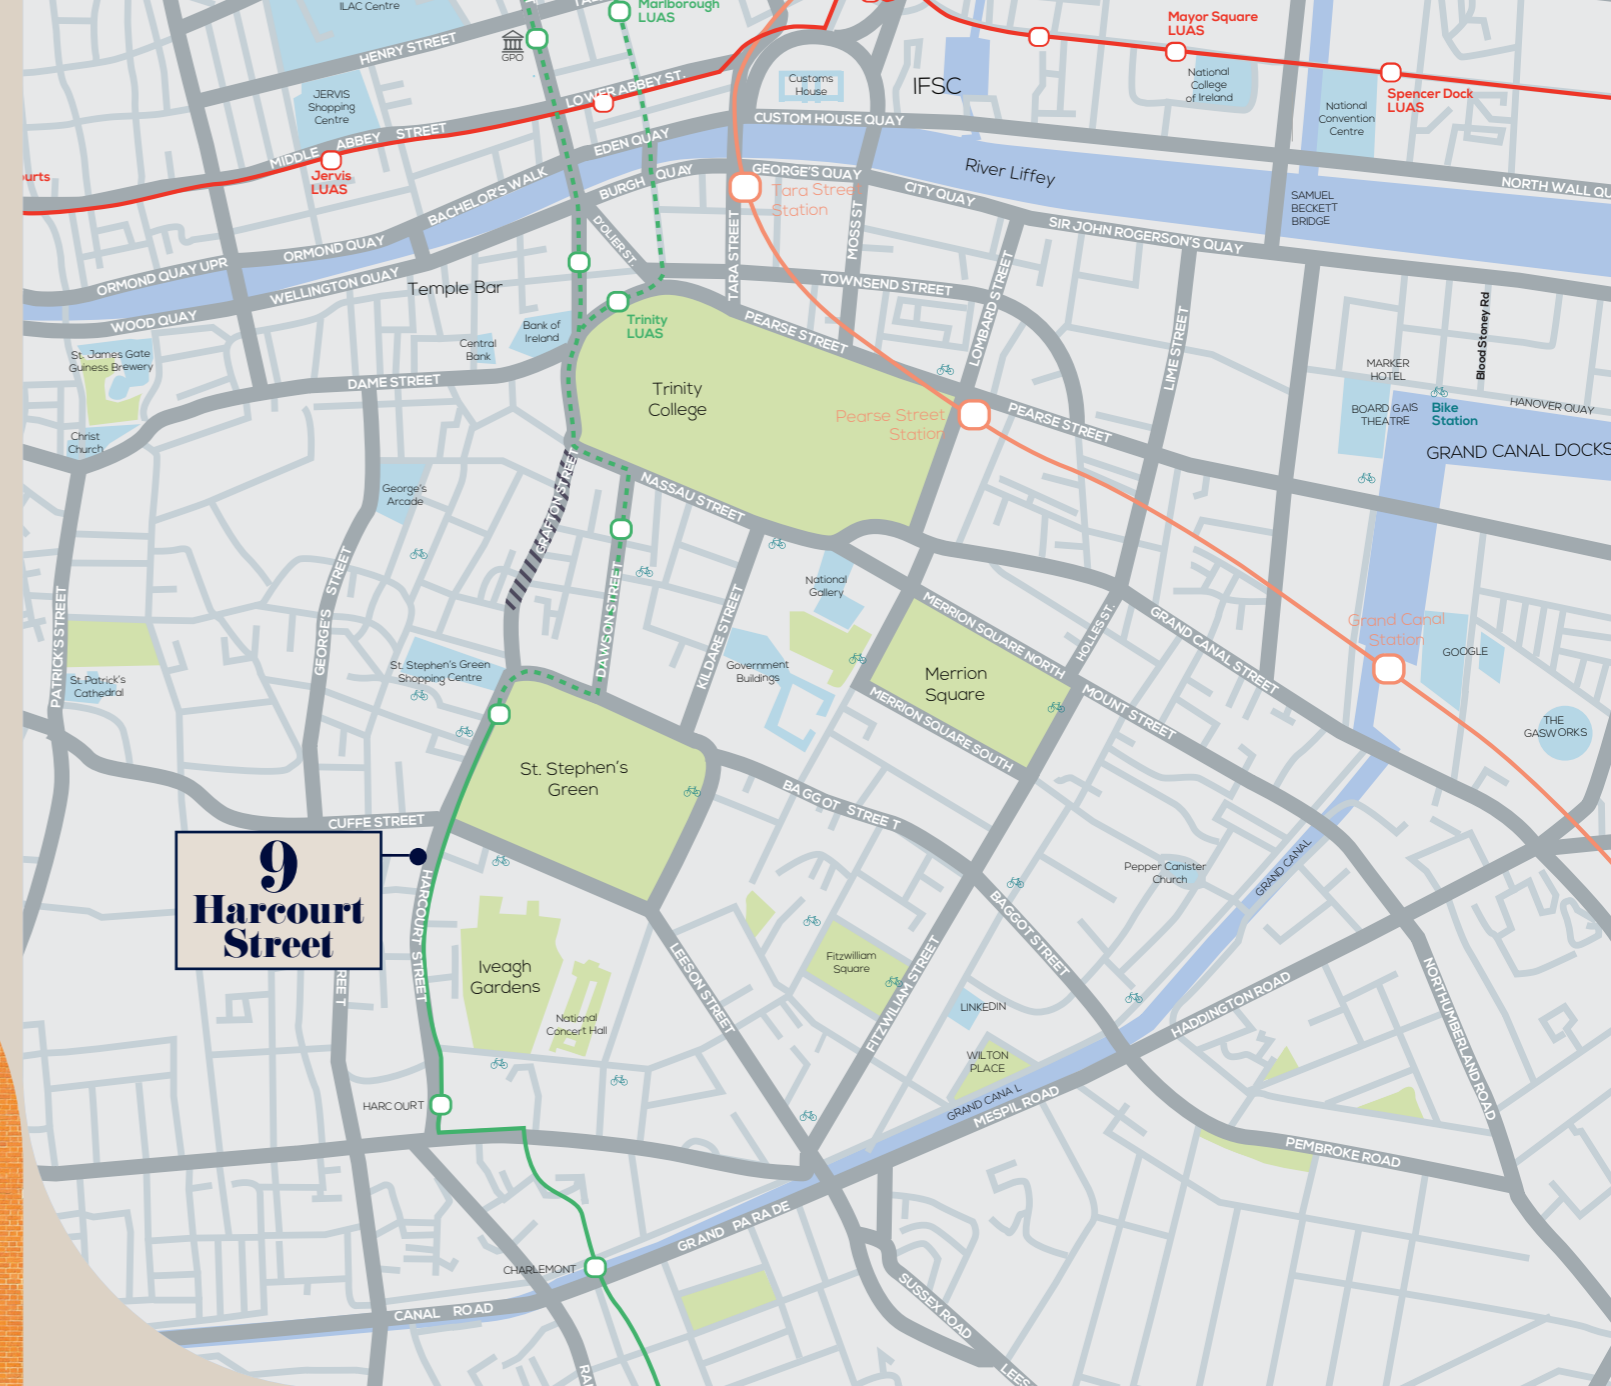 ILAC Centre
Marlborough
LUAS
HENRY STREET
GPO
JERVIS
Shopping
Centre
LOWER ABBEY ST.
MIDDLE ABBEY STREET
Jervis
LUAS
Customs
House
IFSC
Mayor Square
LUAS
National
College
of Ireland
National
Convention
Centre
Spencer Dock
LUAS
CUSTOM HOUSE QUAY
EDEN QUAY
BACHELOR'S WALK
BURGH QUAY
GEORGE'S QUAY
Tara Street
Station
CITY QUAY
River Liffey
NORTH WALL QU
SAMUEL
BECKETT
BRIDGE
SIR JOHN ROGERSON'S QUAY
ORMOND QUAY UPR
ORMOND QUAY
WELLINGTON QUAY
WOOD QUAY
Temple Bar
D'OLIER ST.
TARA STREET
MOSS ST
TOWNSEND STREET
LOMBARD STREET
LIME STREET
Blood Stoney Rd
Trinity
LUAS
PEARSE STREET
Bank of
Ireland
Central
Bank
St. James Gate
Guiness Brewery
DAME STREET
Christ
Church
Trinity
College
Pearse Street
Station
PEARSE STREET
MARKER
HOTEL
BOARD GAIS
THEATRE
Bike
Station
HANOVER QUAY
GRAND CANAL DOCKS
George's
Arcade
GRAFTON STREET
NASSAU STREET
DAWSON STREET
KILDARE STREET
National
Gallery
Government
Buildings
PATRICK'S STREET
GEORGE'S STREET
St. Patrick's
Cathedral
St. Stephen's Green
Shopping Centre
MERRION SQUARE NORTH
Merrion
Square
MERRION SQUARE SOUTH
HOLLES ST.
MOUNT STREET
GRAND CANAL STREET
Grand Canal
Station
GOOGLE
THE
GASWORKS
St. Stephen's
Green
BAGGOT STREET
CUFFE STREET
9
Harcourt
Street
HARCOURT STREET
Pepper Canister
Church
GRAND CANAL
BAGGOT STREET
Iveagh
Gardens
National
Concert Hall
LEESON STREET
Fitzwilliam
Square
FITZWILIAM STREET
LINKEDIN
WILTON
PLACE
GRAND CANAL
MESPIL ROAD
HADDINGTON ROAD
NORTHUMBERLAND ROAD
PEMBROKE ROAD
HARCOURT
CHARLEMONT
GRAND PARADE
CANAL ROAD
SUSSEX ROAD
LEES